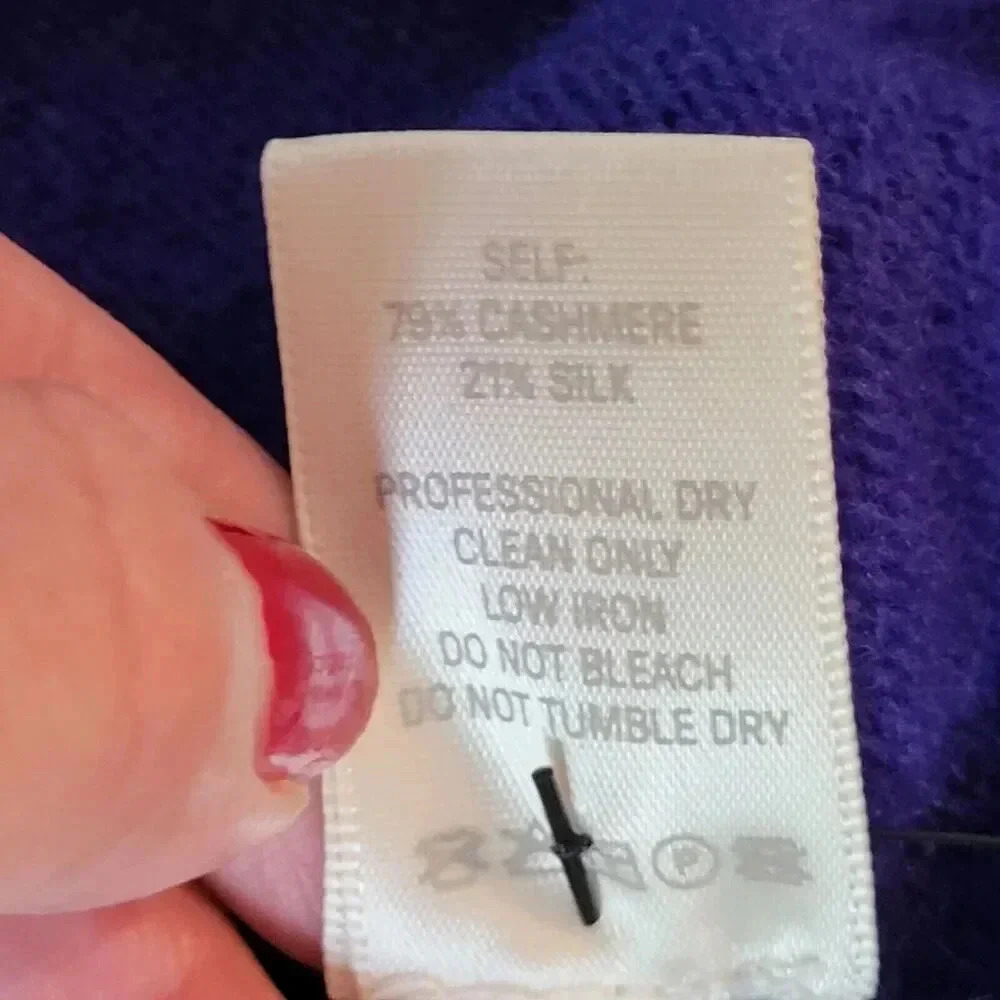 SELF:
79% CASHMERE
21% SILK
PROFESSIONAL DRY
CLEAN ONLY
LOW IRON
DO NOT BLEACH
DO NOT TUMBLE DRY
P